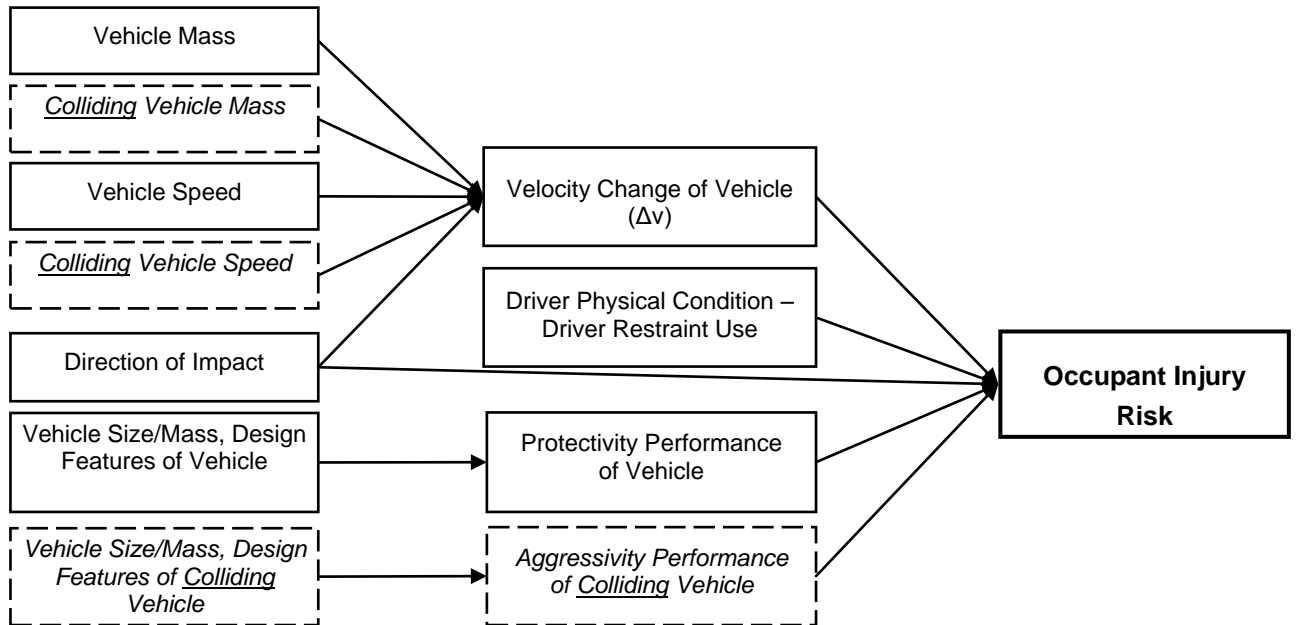 Vehicle Mass
Colliding Vehicle Mass
Vehicle Speed
Colliding Vehicle Speed
Direction of Impact
Vehicle Size/Mass, Design
Features of Vehicle
Vehicle Size/Mass, Design
Features of Colliding
Vehicle
Velocity Change of Vehicle
(Δv)
Driver Physical Condition –
Driver Restraint Use
Protectivity Performance
of Vehicle
Aggressivity Performance
of Colliding Vehicle
Occupant Injury
Risk